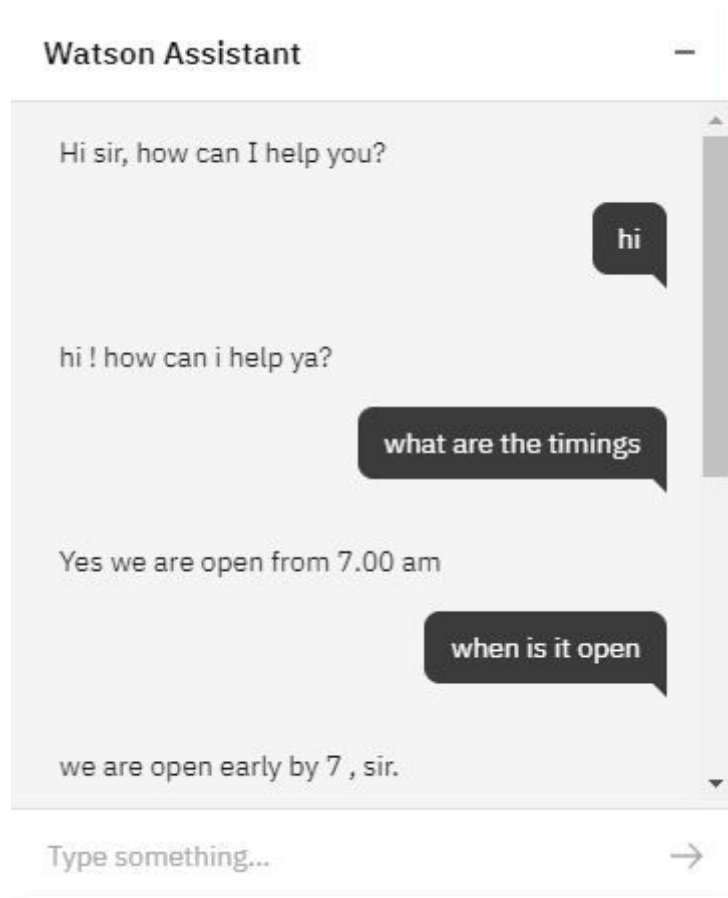 Watson Assistant
Hi sir, how can I help you?
hi
hi ! how can i help ya?
what are the timings
Yes we are open from 7.00 am
when is it open
we are open early by 7 , sir.
Type something...